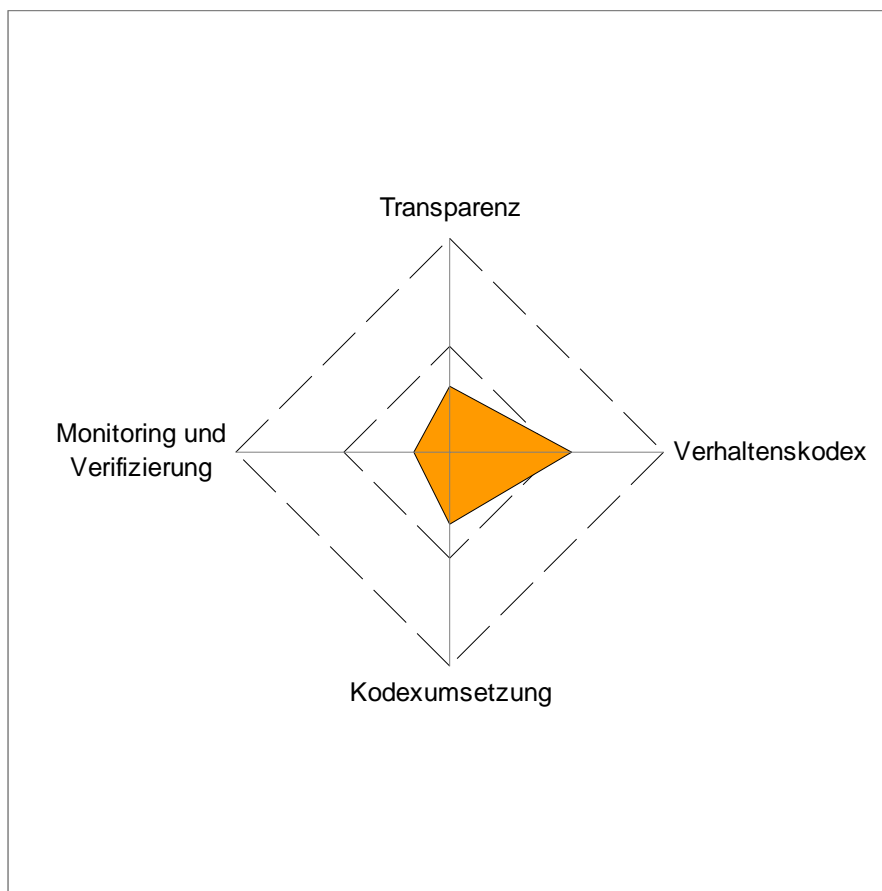 Transparenz
Monitoring und
Verifizierung
Verhaltenskodex
Kodexumsetzung